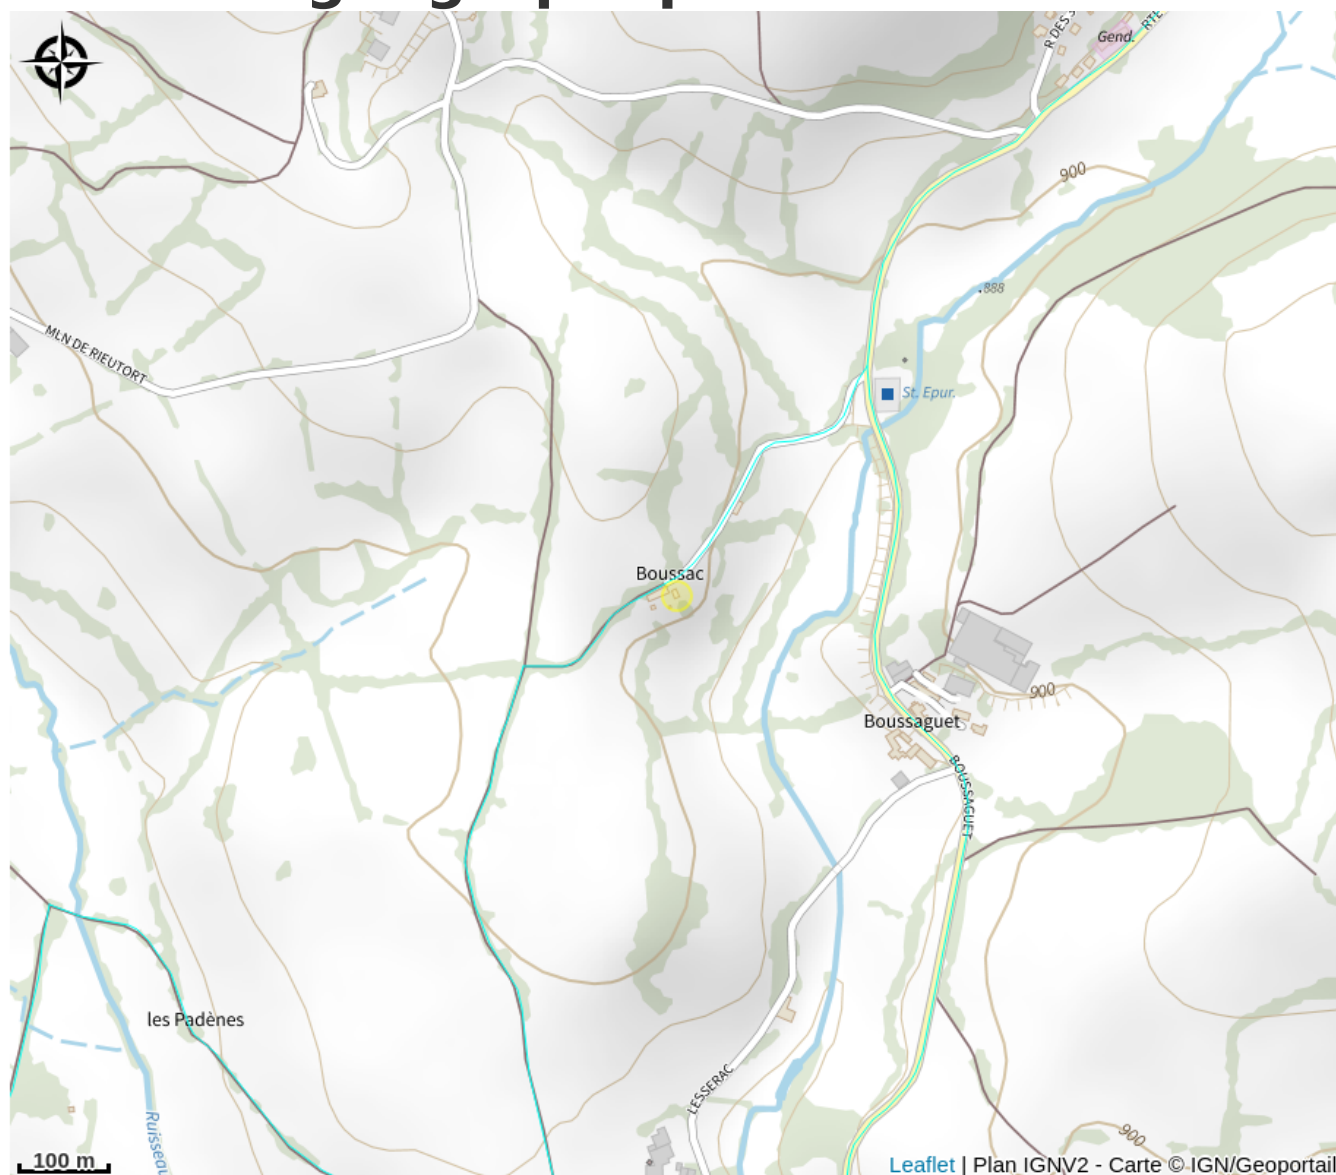 Gend.
R DES
RTE
900
888
MLN DE RIEUTORT
St. Epur.
Boussac
900
Boussaguet
BOUSSAGUET
les Padènes
LESSERAC
Ruisseau
900
100 m
Leaflet | Plan IGNV2 - Carte © IGN/Geoportail